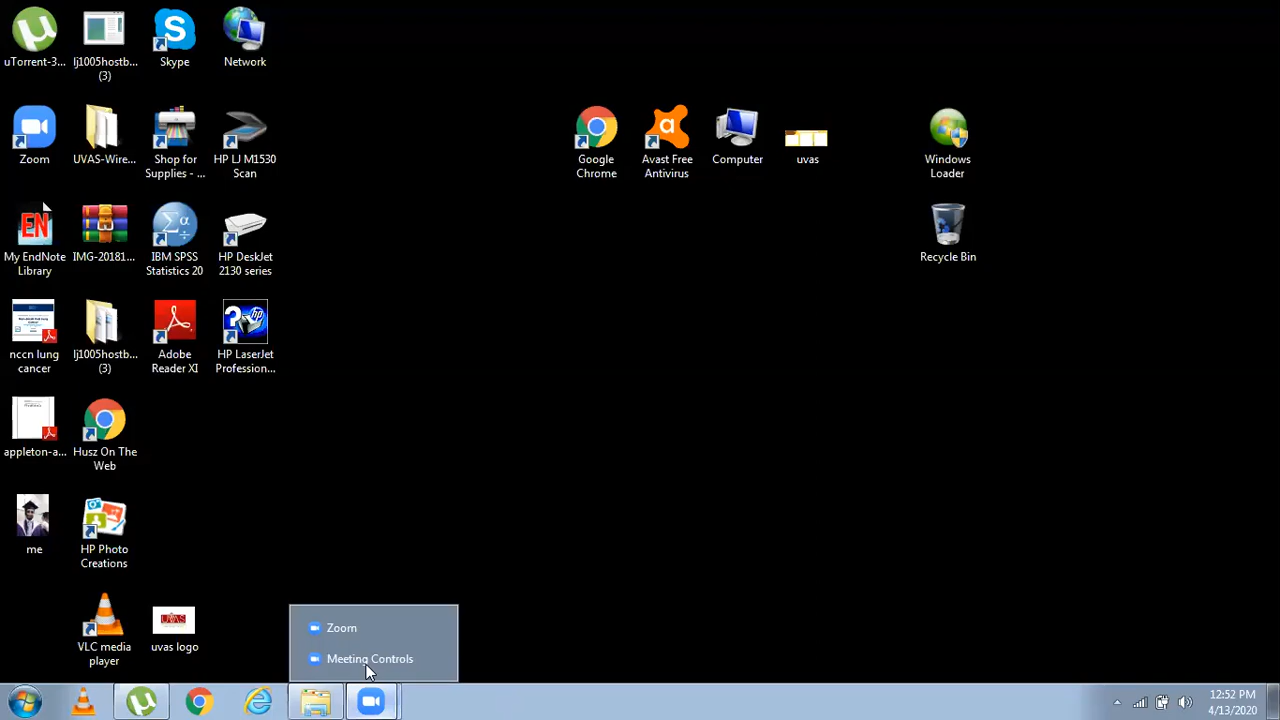 uTorrent-3...
lj1005hostb...
(3)
Skype
Network
Zoom
UVAS-Wire...
Shop for
Supplies - ...
HP LJ M1530
Scan
Google
Chrome
Avast Free
Antivirus
Computer
uvas
Windows
Loader
EN
My EndNote
Library
IMG-20181...
IBM SPSS
Statistics 20
HP DeskJet
2130 series
Recycle Bin
nccn lung
cancer
lj1005hostb...
(3)
Adobe
Reader XI
HP LaserJet
Profession...
appleton-a...
Husz On The
Web
me
HP Photo
Creations
VLC media
player
UVAS
uvas logo
Zoom
Meeting Controls
12:52 PM
4/13/2020